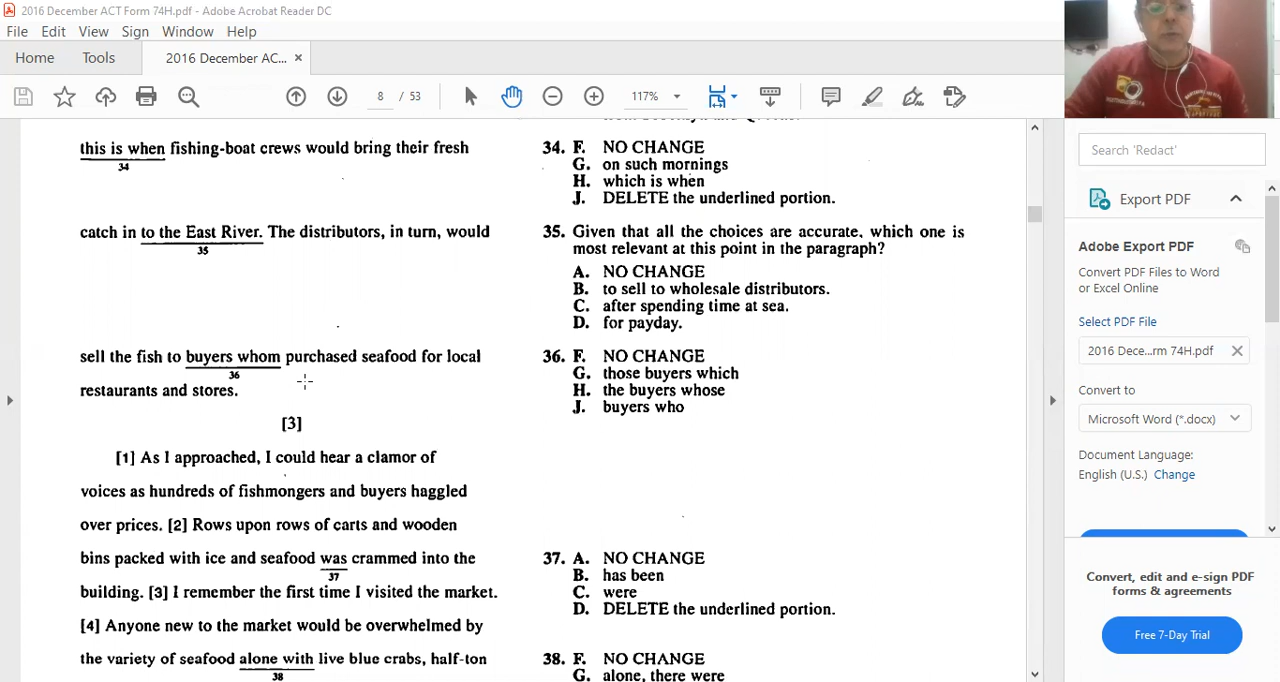 2016 December ACT Form 74H.pdf - Adobe Acrobat Reader DC
File Edit View Sign Window Help
Home Tools 2016 December AC... ×
8 / 53 117%
this is when fishing-boat crews would bring their fresh
34
catch in to the East River. The distributors, in turn, would
35
sell the fish to buyers whom purchased seafood for local
36
restaurants and stores.
[3]
[1] As I approached, I could hear a clamor of
voices as hundreds of fishmongers and buyers haggled
over prices. [2] Rows upon rows of carts and wooden
bins packed with ice and seafood was crammed into the
37
building. [3] I remember the first time I visited the market.
[4] Anyone new to the market would be overwhelmed by
the variety of seafood alone with live blue crabs, half-ton
38
34. F. NO CHANGE
G. on such mornings
H. which is when
J. DELETE the underlined portion.
35. Given that all the choices are accurate, which one is
most relevant at this point in the paragraph?
A. NO CHANGE
B. to sell to wholesale distributors.
C. after spending time at sea.
D. for payday.
36. F. NO CHANGE
G. those buyers which
H. the buyers whose
J. buyers who
37. A. NO CHANGE
B. has been
C. were
D. DELETE the underlined portion.
38. F. NO CHANGE
G. alone, there were
Search 'Redact'
Export PDF
Adobe Export PDF
Convert PDF Files to Word
or Excel Online
Select PDF File
2016 Dece...rm 74H.pdf
Convert to
Microsoft Word (*.docx)
Document Language:
English (U.S.) Change
Convert, edit and e-sign PDF
forms & agreements
Free 7-Day Trial